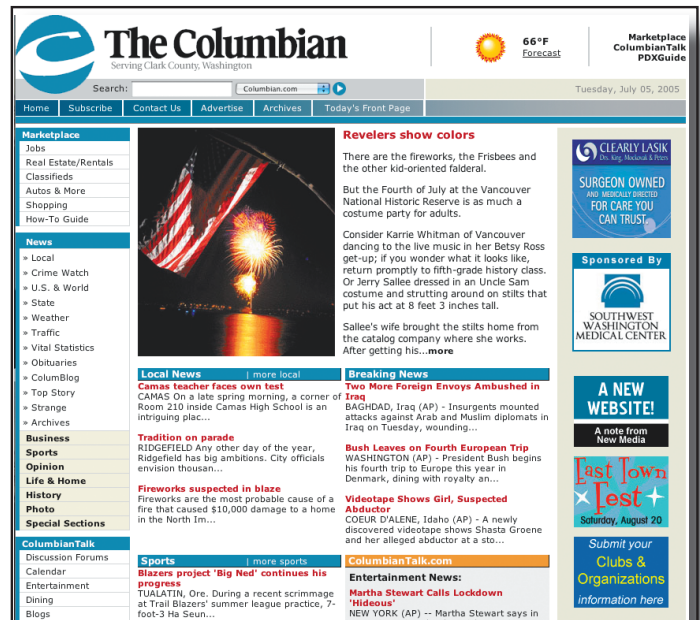 The Columbian
Serving Clark County, Washington
66°F
Forecast
Marketplace
ColumbianTalk
PDXGuide
Search:
Columbian.com
Tuesday, July 05, 2005
Home
Subscribe
Contact Us
Advertise
Archives
Today's Front Page
Marketplace
Jobs
Real Estate/Rentals
Classifieds
Autos & More
Shopping
How-To Guide
News
» Local
» Crime Watch
» U.S. & World
» State
» Weather
» Traffic
» Vital Statistics
» Obituaries
» ColumBlog
» Top Story
» Strange
» Archives
Business
Sports
Opinion
Life & Home
History
Photo
Special Sections
ColumbianTalk
Discussion Forums
Calendar
Entertainment
Dining
Blogs
Revelers show colors
There are the fireworks, the Frisbees and
the other kid-oriented falderal.
But the Fourth of July at the Vancouver
National Historic Reserve is as much a
costume party for adults.
Consider Karrie Whitman of Vancouver
dancing to the live music in her Betsy Ross
get-up; if you wonder what it looks like,
return promptly to fifth-grade history class.
Or Jerry Sallee dressed in an Uncle Sam
costume and strutting around on stilts that
put his act at 8 feet 3 inches tall.
Sallee's wife brought the stilts home from
the catalog company where she works.
After getting his...more
Local News | more local
Camas teacher faces own test
CAMAS On a late spring morning, a corner of
Room 210 inside Camas High School is an
intriguing plac...
Tradition on parade
RIDGEFIELD Any other day of the year,
Ridgefield has big ambitions. City officials
envision thousan...
Fireworks suspected in blaze
Fireworks are the most probable cause of a
fire that caused $10,000 damage to a home
in the North Im...
Breaking News
Two More Foreign Envoys Ambushed in
Iraq
BAGHDAD, Iraq (AP) - Insurgents mounted
attacks against Arab and Muslim diplomats in
Iraq on Tuesday, wounding...
Bush Leaves on Fourth European Trip
WASHINGTON (AP) - President Bush begins
his fourth trip to Europe this year in
Denmark, dining with royalty an...
Videotape Shows Girl, Suspected
Abductor
COEUR D'ALENE, Idaho (AP) - A newly
discovered videotape shows Shasta Groene
and her alleged abductor at a sto...
Sports | more sports
Blazers project 'Big Ned' continues his
progress
TUALATIN, Ore. During a recent scrimmage
at Trail Blazers' summer league practice, 7-
foot-3 Ha Seun...
ColumbianTalk.com
Entertainment News:
Martha Stewart Calls Lockdown
'Hideous'
NEW YORK (AP) -- Martha Stewart says in
CLEARLY LASIK
Drs. King, Mockovak & Peters
SURGEON OWNED
AND MEDICALLY DIRECTED
FOR CARE YOU
CAN TRUST.
Sponsored By
SOUTHWEST
WASHINGTON
MEDICAL CENTER
A NEW
WEBSITE!
A note from
New Media
East Town
Fest
Saturday, August 20
Submit your
Clubs &
Organizations
information here